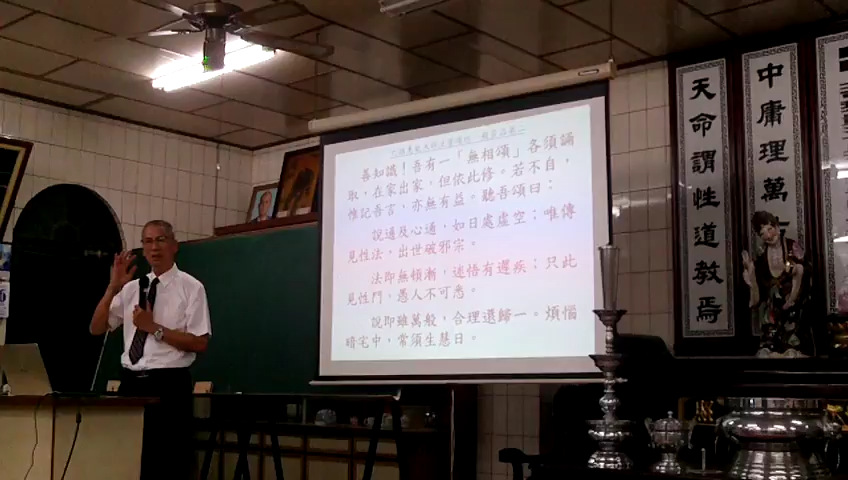 善知識！吾有一「無相頌」各須誦
取，在家出家，但依此修。若不自，
惟記吾言，亦無有益。聽吾頌曰：
說通及心通，如日處虛空；唯傳
見性法，出世破邪宗。
法即無頓漸，迷悟有遲疾；只此
見性門，愚人不可悉。
說即雖萬般，合理還歸一。煩惱
暗宅中，常須生慧日。
天命謂性道教焉
中庸理萬